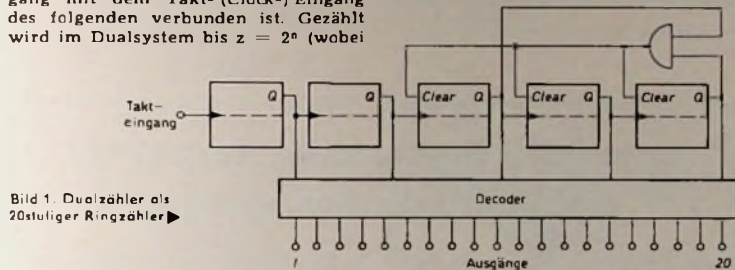 gang mit dem Takt- (Clock-) Eingang
des folgenden verbunden ist. Gezählt
wird im Dualsystem bis z = 2ⁿ (wobei
Takt-
eingang
Q
Q
Clear Q
Clear Q
Clear Q
Bild 1. Dualzähler als
20stufiger Ringzähler
Decoder
1 Ausgänge 20